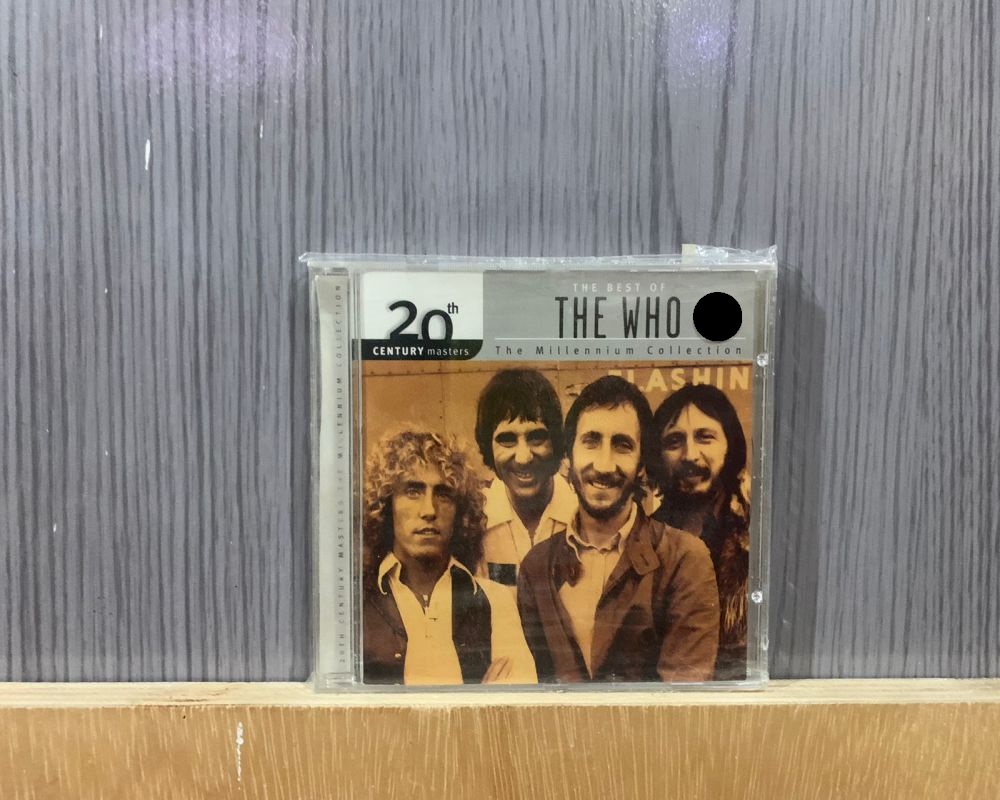 20th
CENTURY masters
THE BEST OF
THE WHO
The Millennium Collection
FLASHIN
20TH CENTURY MASTERS THE MILLENNIUM COLLECTION